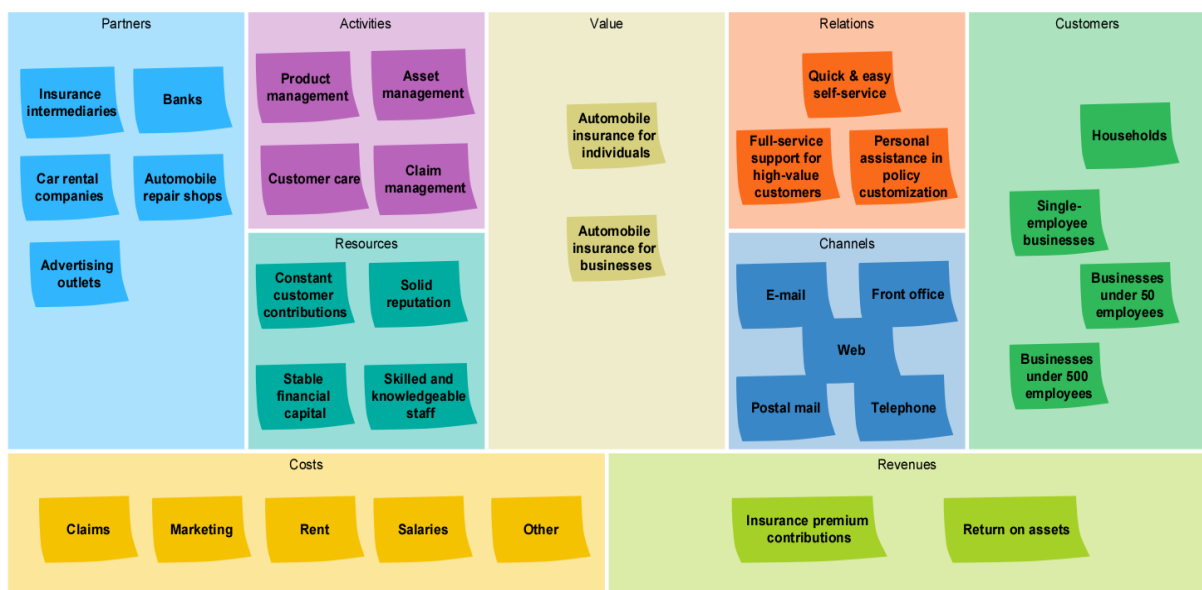 Partners
Insurance
intermediaries
Banks
Car rental
companies
Automobile
repair shops
Advertising
outlets
Activities
Product
management
Asset
management
Customer care
Claim
management
Resources
Constant
customer
contributions
Solid
reputation
Stable
financial
capital
Skilled and
knowledgeable
staff
Value
Automobile
insurance for
individuals
Automobile
insurance for
businesses
Relations
Quick & easy
self-service
Full-service
support for
high-value
customers
Personal
assistance in
policy
customization
Channels
E-mail
Front office
Web
Postal mail
Telephone
Customers
Households
Single-
employee
businesses
Businesses
under 50
employees
Businesses
under 500
employees
Costs
Claims
Marketing
Rent
Salaries
Other
Revenues
Insurance premium
contributions
Return on assets